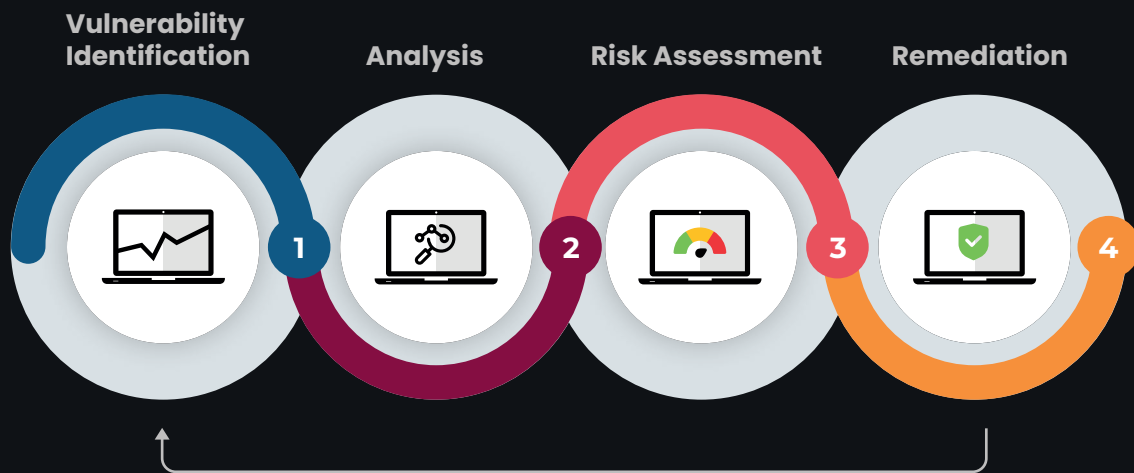 Vulnerability
Identification
Analysis
Risk Assessment
Remediation
1
2
3
4